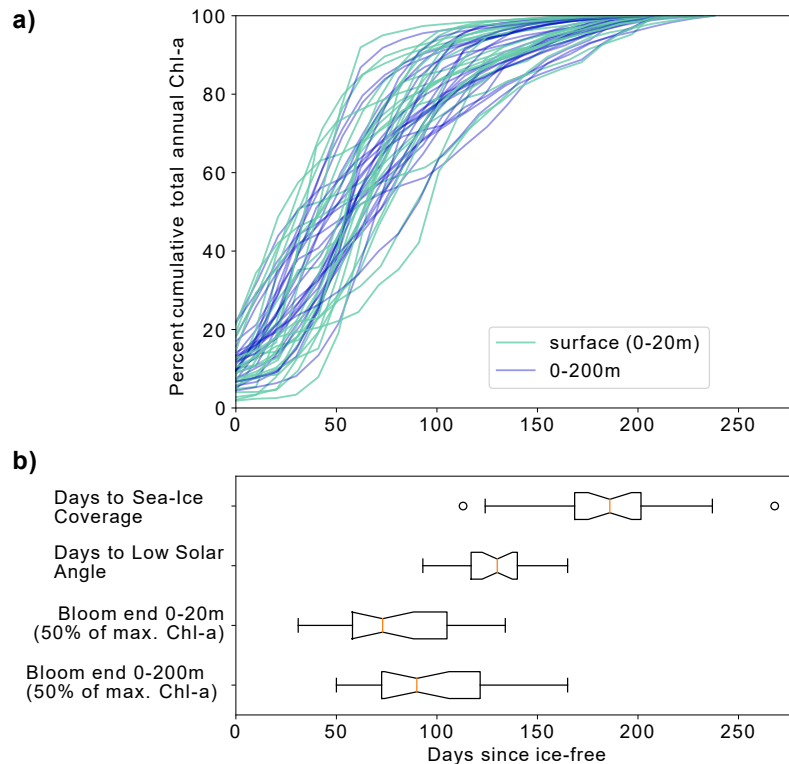 a)
Percent cumulative total annual Chl-a
100
80
60
40
20
0
surface (0-20m)
0-200m
0 50 100 150 200 250
b)
Days to Sea-Ice
Coverage
Days to Low Solar
Angle
Bloom end 0-20m
(50% of max. Chl-a)
Bloom end 0-200m
(50% of max. Chl-a)
0 50 100 150 200 250
Days since ice-free